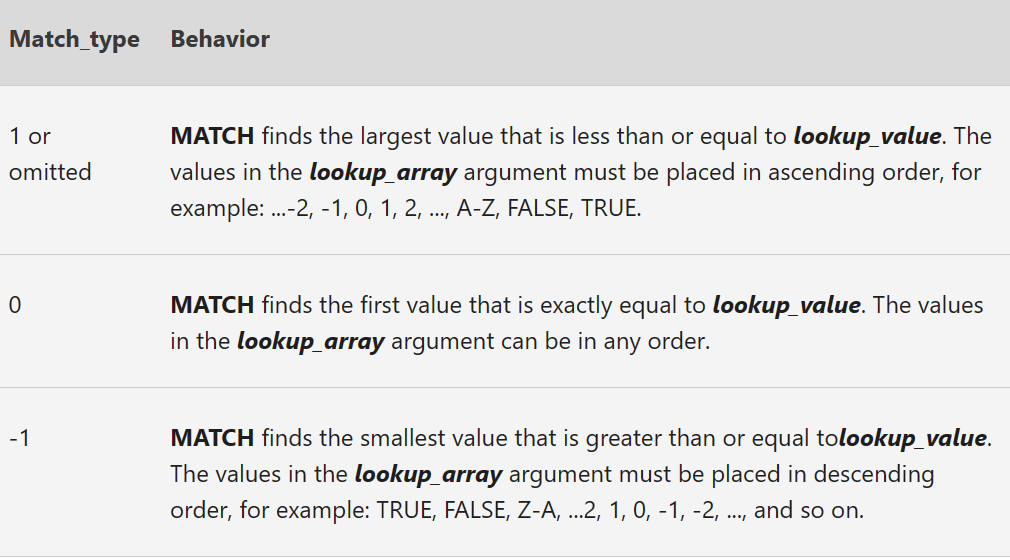 Match_type Behavior
1 or
omitted
MATCH finds the largest value that is less than or equal to lookup_value. The
values in the lookup_array argument must be placed in ascending order, for
example: ...-2, -1, 0, 1, 2, ..., A-Z, FALSE, TRUE.
0
MATCH finds the first value that is exactly equal to lookup_value. The values
in the lookup_array argument can be in any order.
-1
MATCH finds the smallest value that is greater than or equal tolookup_value.
The values in the lookup_array argument must be placed in descending
order, for example: TRUE, FALSE, Z-A, ...2, 1, 0, -1, -2, ..., and so on.